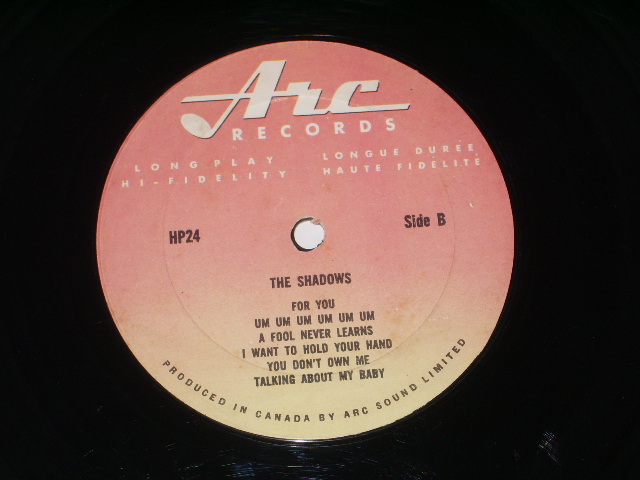 Arc
RECORDS
LONG PLAY
HI-FIDELITY
LONGUE DURÉE
HAUTE FIDÉLITÉ
HP24
Side B
THE SHADOWS
FOR YOU
UM UM UM UM UM UM
A FOOL NEVER LEARNS
I WANT TO HOLD YOUR HAND
YOU DON'T OWN ME
TALKING ABOUT MY BABY
PRODUCED IN CANADA BY ARC SOUND LIMITED